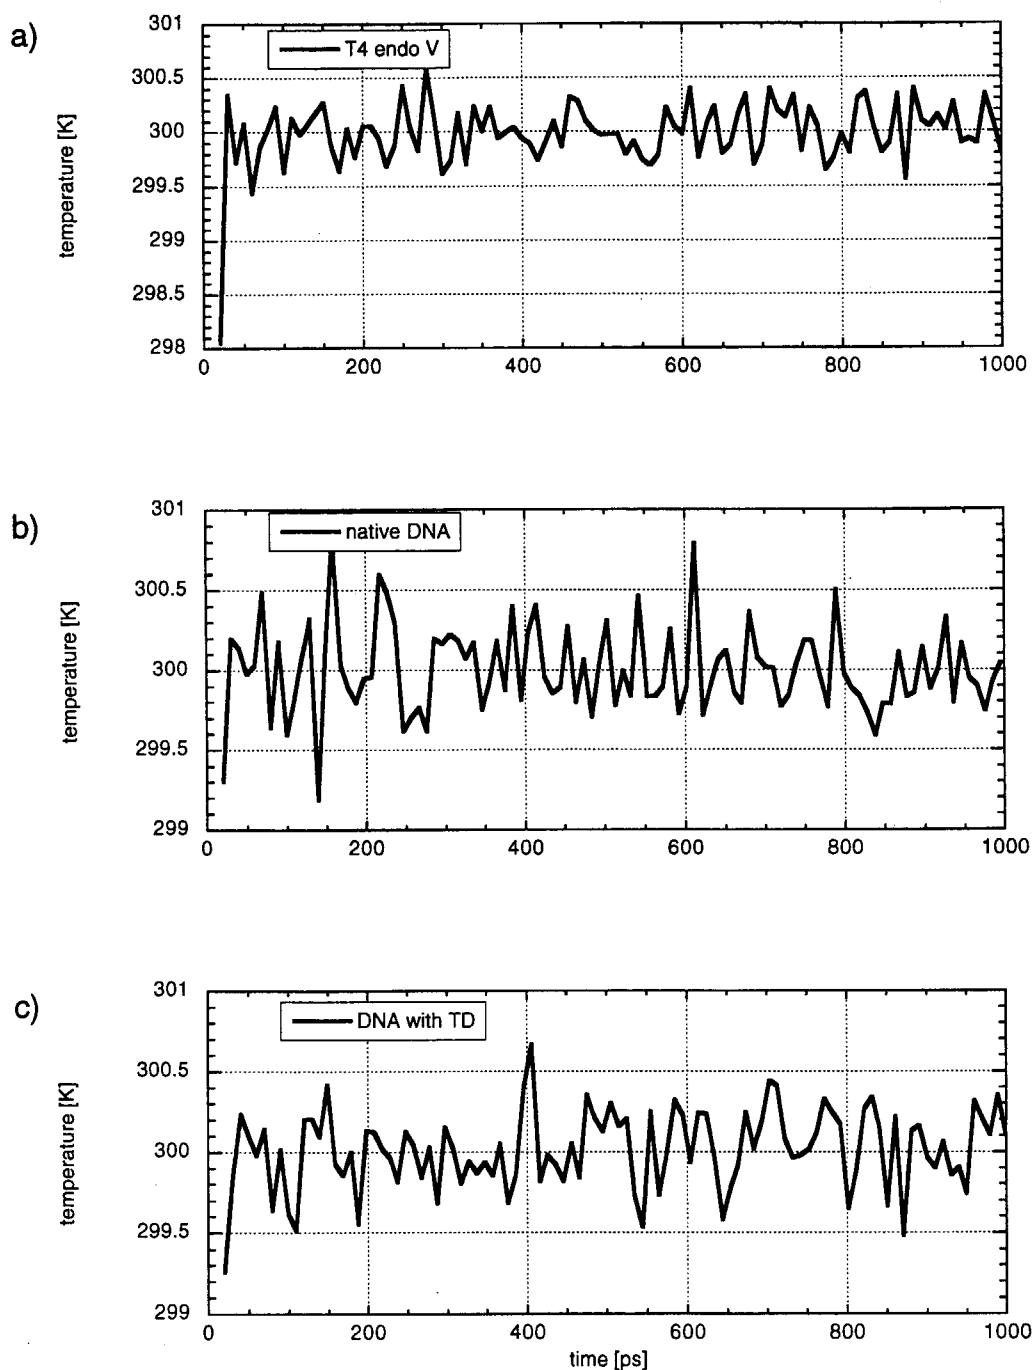 a)
T4 endo V
temperature [K]
301
300.5
300
299.5
299
298.5
298
0 200 400 600 800 1000
b)
native DNA
temperature [K]
301
300.5
300
299.5
299
0 200 400 600 800 1000
c)
DNA with TD
temperature [K]
301
300.5
300
299.5
299
0 200 400 600 800 1000
time [ps]